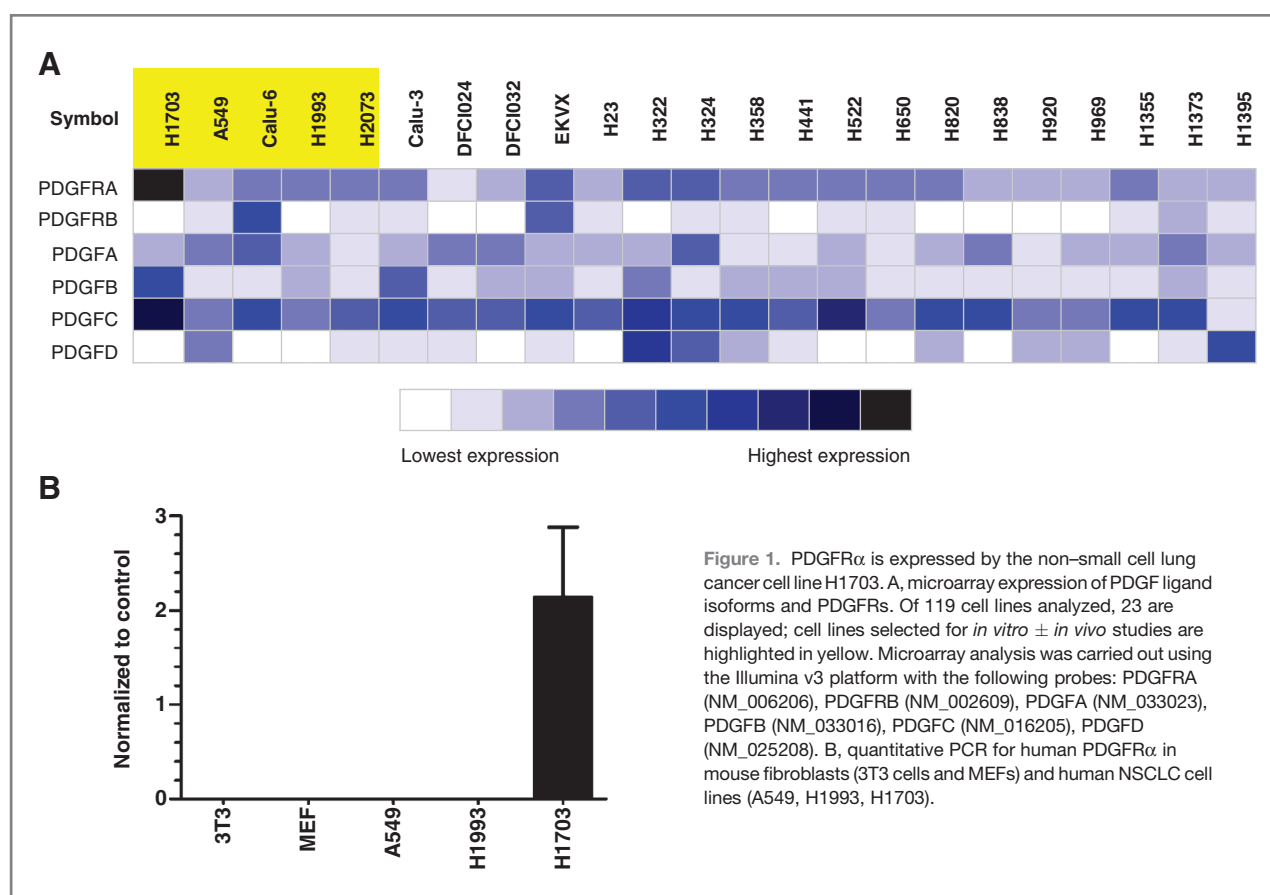 A
Symbol H1703 A549 Calu-6 H1993 H2073 Calu-3 DFCI024 DFCI032 EKVX H23 H322 H324 H358 H441 H522 H650 H820 H838 H920 H969 H1355 H1373 H1395
PDGFRA
PDGFRB
PDGFA
PDGFB
PDGFC
PDGFD
Lowest expression Highest expression
B
Normalized to control
3
2
1
0
3T3 MEF A549 H1993 H1703
Figure 1. PDGFRα is expressed by the non–small cell lung
cancer cell line H1703. A, microarray expression of PDGF ligand
isoforms and PDGFRs. Of 119 cell lines analyzed, 23 are
displayed; cell lines selected for in vitro ± in vivo studies are
highlighted in yellow. Microarray analysis was carried out using
the Illumina v3 platform with the following probes: PDGFRA
(NM_006206), PDGFRB (NM_002609), PDGFA (NM_033023),
PDGFB (NM_033016), PDGFC (NM_016205), PDGFD
(NM_025208). B, quantitative PCR for human PDGFRα in
mouse fibroblasts (3T3 cells and MEFs) and human NSCLC cell
lines (A549, H1993, H1703).